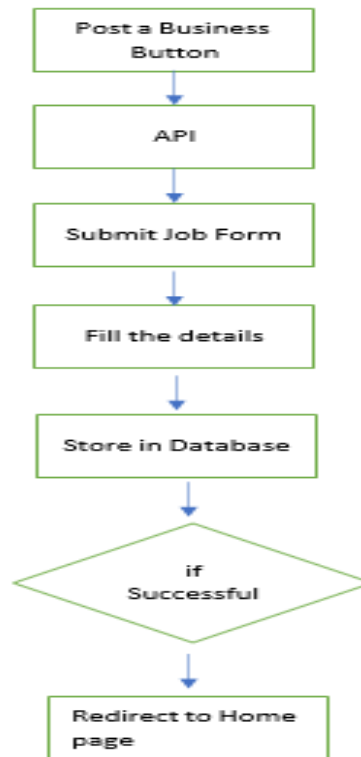 Post a Business
Button
API
Submit Job Form
Fill the details
Store in Database
if
Successful
Redirect to Home
page